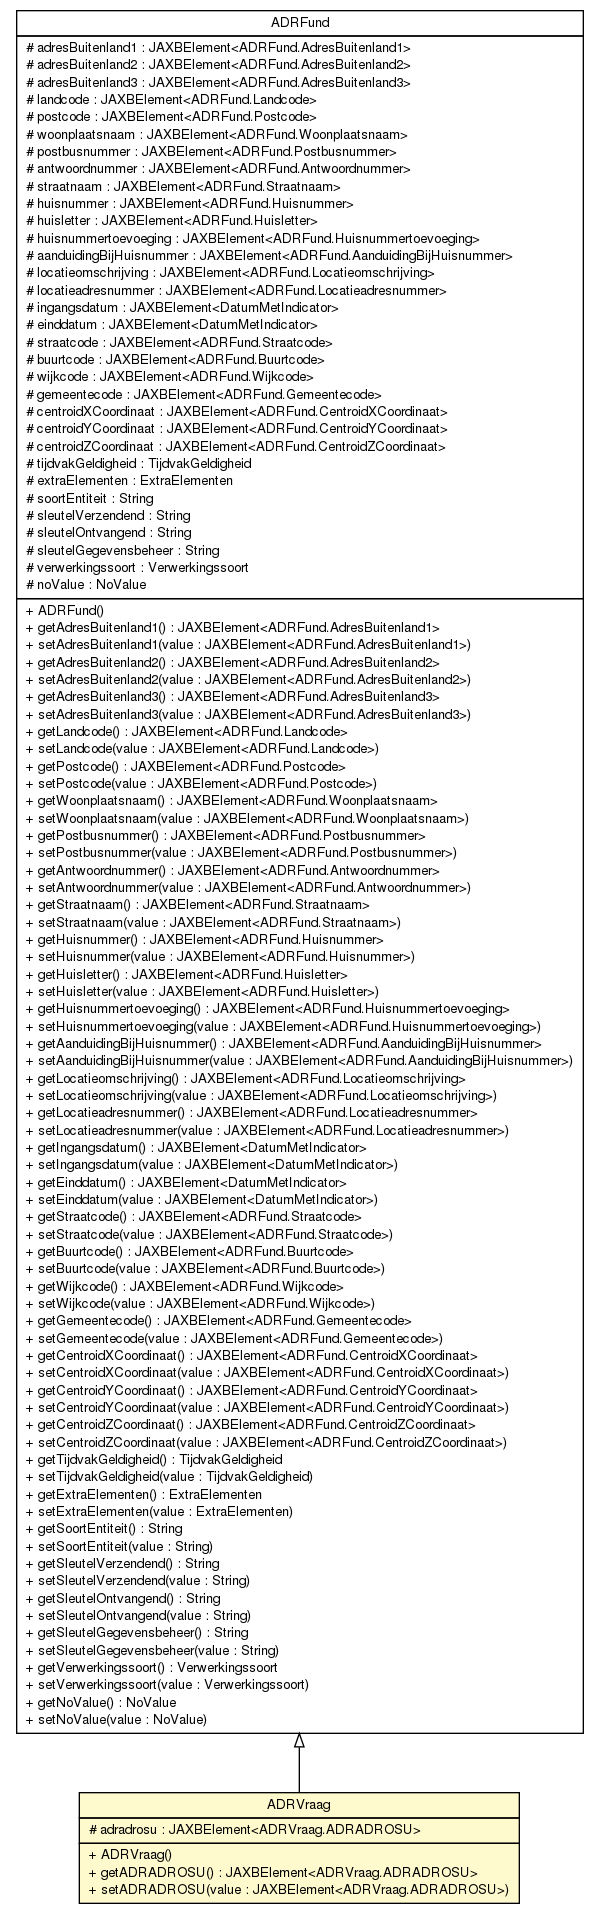 ADRFund
# adresBuitenland1 : JAXBElement<ADRFund.AdresBuitenland1>
# adresBuitenland2 : JAXBElement<ADRFund.AdresBuitenland2>
# adresBuitenland3 : JAXBElement<ADRFund.AdresBuitenland3>
# landcode : JAXBElement<ADRFund.Landcode>
# postcode : JAXBElement<ADRFund.Postcode>
# woonplaatsnaam : JAXBElement<ADRFund.Woonplaatsnaam>
# postbusnummer : JAXBElement<ADRFund.Postbusnummer>
# antwoordnummer : JAXBElement<ADRFund.Antwoordnummer>
# straatnaam : JAXBElement<ADRFund.Straatnaam>
# huisnummer : JAXBElement<ADRFund.Huisnummer>
# huisletter : JAXBElement<ADRFund.Huisletter>
# huisnummertoevoeging : JAXBElement<ADRFund.Huisnummertoevoeging>
# aanduidingBijHuisnummer : JAXBElement<ADRFund.AanduidingBijHuisnummer>
# locatieomschrijving : JAXBElement<ADRFund.Locatieomschrijving>
# locatieadresnummer : JAXBElement<ADRFund.Locatieadresnummer>
# ingangsdatum : JAXBElement<DatumMetIndicator>
# einddatum : JAXBElement<DatumMetIndicator>
# straatcode : JAXBElement<ADRFund.Straatcode>
# buurtcode : JAXBElement<ADRFund.Buurtcode>
# wijkcode : JAXBElement<ADRFund.Wijkcode>
# gemeentecode : JAXBElement<ADRFund.Gemeentecode>
# centroidXCoordinaat : JAXBElement<ADRFund.CentroidXCoordinaat>
# centroidYCoordinaat : JAXBElement<ADRFund.CentroidYCoordinaat>
# centroidZCoordinaat : JAXBElement<ADRFund.CentroidZCoordinaat>
# tijdvakGeldigheid : TijdvakGeldigheid
# extraElementen : ExtraElementen
# soortEntiteit : String
# sleutelVerzendend : String
# sleutelOntvangend : String
# sleutelGegevensbeheer : String
# verwerkingssoort : Verwerkingssoort
# noValue : NoValue
+ ADRFund()
+ getAdresBuitenland1() : JAXBElement<ADRFund.AdresBuitenland1>
+ setAdresBuitenland1(value : JAXBElement<ADRFund.AdresBuitenland1>)
+ getAdresBuitenland2() : JAXBElement<ADRFund.AdresBuitenland2>
+ setAdresBuitenland2(value : JAXBElement<ADRFund.AdresBuitenland2>)
+ getAdresBuitenland3() : JAXBElement<ADRFund.AdresBuitenland3>
+ setAdresBuitenland3(value : JAXBElement<ADRFund.AdresBuitenland3>)
+ getLandcode() : JAXBElement<ADRFund.Landcode>
+ setLandcode(value : JAXBElement<ADRFund.Landcode>)
+ getPostcode() : JAXBElement<ADRFund.Postcode>
+ setPostcode(value : JAXBElement<ADRFund.Postcode>)
+ getWoonplaatsnaam() : JAXBElement<ADRFund.Woonplaatsnaam>
+ setWoonplaatsnaam(value : JAXBElement<ADRFund.Woonplaatsnaam>)
+ getPostbusnummer() : JAXBElement<ADRFund.Postbusnummer>
+ setPostbusnummer(value : JAXBElement<ADRFund.Postbusnummer>)
+ getAntwoordnummer() : JAXBElement<ADRFund.Antwoordnummer>
+ setAntwoordnummer(value : JAXBElement<ADRFund.Antwoordnummer>)
+ getStraatnaam() : JAXBElement<ADRFund.Straatnaam>
+ setStraatnaam(value : JAXBElement<ADRFund.Straatnaam>)
+ getHuisnummer() : JAXBElement<ADRFund.Huisnummer>
+ setHuisnummer(value : JAXBElement<ADRFund.Huisnummer>)
+ getHuisletter() : JAXBElement<ADRFund.Huisletter>
+ setHuisletter(value : JAXBElement<ADRFund.Huisletter>)
+ getHuisnummertoevoeging() : JAXBElement<ADRFund.Huisnummertoevoeging>
+ setHuisnummertoevoeging(value : JAXBElement<ADRFund.Huisnummertoevoeging>)
+ getAanduidingBijHuisnummer() : JAXBElement<ADRFund.AanduidingBijHuisnummer>
+ setAanduidingBijHuisnummer(value : JAXBElement<ADRFund.AanduidingBijHuisnummer>)
+ getLocatieomschrijving() : JAXBElement<ADRFund.Locatieomschrijving>
+ setLocatieomschrijving(value : JAXBElement<ADRFund.Locatieomschrijving>)
+ getLocatieadresnummer() : JAXBElement<ADRFund.Locatieadresnummer>
+ setLocatieadresnummer(value : JAXBElement<ADRFund.Locatieadresnummer>)
+ getIngangsdatum() : JAXBElement<DatumMetIndicator>
+ setIngangsdatum(value : JAXBElement<DatumMetIndicator>)
+ getEinddatum() : JAXBElement<DatumMetIndicator>
+ setEinddatum(value : JAXBElement<DatumMetIndicator>)
+ getStraatcode() : JAXBElement<ADRFund.Straatcode>
+ setStraatcode(value : JAXBElement<ADRFund.Straatcode>)
+ getBuurtcode() : JAXBElement<ADRFund.Buurtcode>
+ setBuurtcode(value : JAXBElement<ADRFund.Buurtcode>)
+ getWijkcode() : JAXBElement<ADRFund.Wijkcode>
+ setWijkcode(value : JAXBElement<ADRFund.Wijkcode>)
+ getGemeentecode() : JAXBElement<ADRFund.Gemeentecode>
+ setGemeentecode(value : JAXBElement<ADRFund.Gemeentecode>)
+ getCentroidXCoordinaat() : JAXBElement<ADRFund.CentroidXCoordinaat>
+ setCentroidXCoordinaat(value : JAXBElement<ADRFund.CentroidXCoordinaat>)
+ getCentroidYCoordinaat() : JAXBElement<ADRFund.CentroidYCoordinaat>
+ setCentroidYCoordinaat(value : JAXBElement<ADRFund.CentroidYCoordinaat>)
+ getCentroidZCoordinaat() : JAXBElement<ADRFund.CentroidZCoordinaat>
+ setCentroidZCoordinaat(value : JAXBElement<ADRFund.CentroidZCoordinaat>)
+ getTijdvakGeldigheid() : TijdvakGeldigheid
+ setTijdvakGeldigheid(value : TijdvakGeldigheid)
+ getExtraElementen() : ExtraElementen
+ setExtraElementen(value : ExtraElementen)
+ getSoortEntiteit() : String
+ setSoortEntiteit(value : String)
+ getSleutelVerzendend() : String
+ setSleutelVerzendend(value : String)
+ getSleutelOntvangend() : String
+ setSleutelOntvangend(value : String)
+ getSleutelGegevensbeheer() : String
+ setSleutelGegevensbeheer(value : String)
+ getVerwerkingssoort() : Verwerkingssoort
+ setVerwerkingssoort(value : Verwerkingssoort)
+ getNoValue() : NoValue
+ setNoValue(value : NoValue)
ADRVraag
# adradrosu : JAXBElement<ADRVraag.ADRADROSU>
+ ADRVraag()
+ getADRADROSU() : JAXBElement<ADRVraag.ADRADROSU>
+ setADRADROSU(value : JAXBElement<ADRVraag.ADRADROSU>)